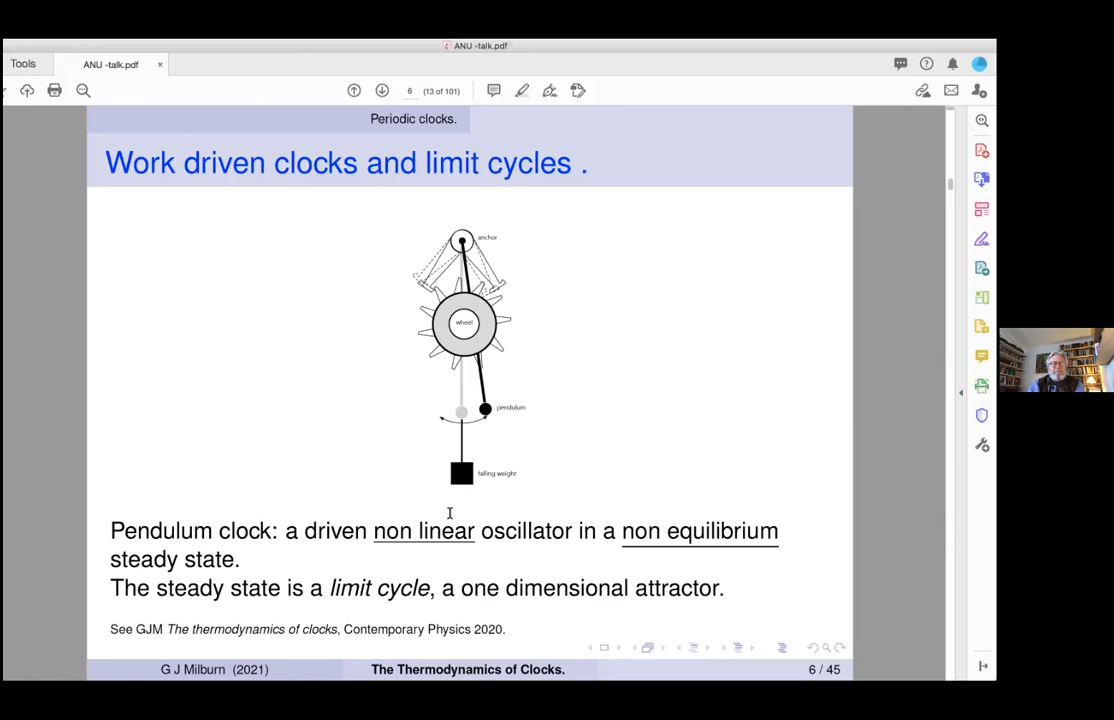 ANU -talk.pdf
Tools
ANU -talk.pdf ×
6 (13 of 101)
Periodic clocks.
Work driven clocks and limit cycles .
anchor
wheel
pendulum
falling weight
Pendulum clock: a driven non linear oscillator in a non equilibrium
steady state.
The steady state is a limit cycle, a one dimensional attractor.
See GJM The thermodynamics of clocks, Contemporary Physics 2020.
G J Milburn (2021) The Thermodynamics of Clocks. 6 / 45